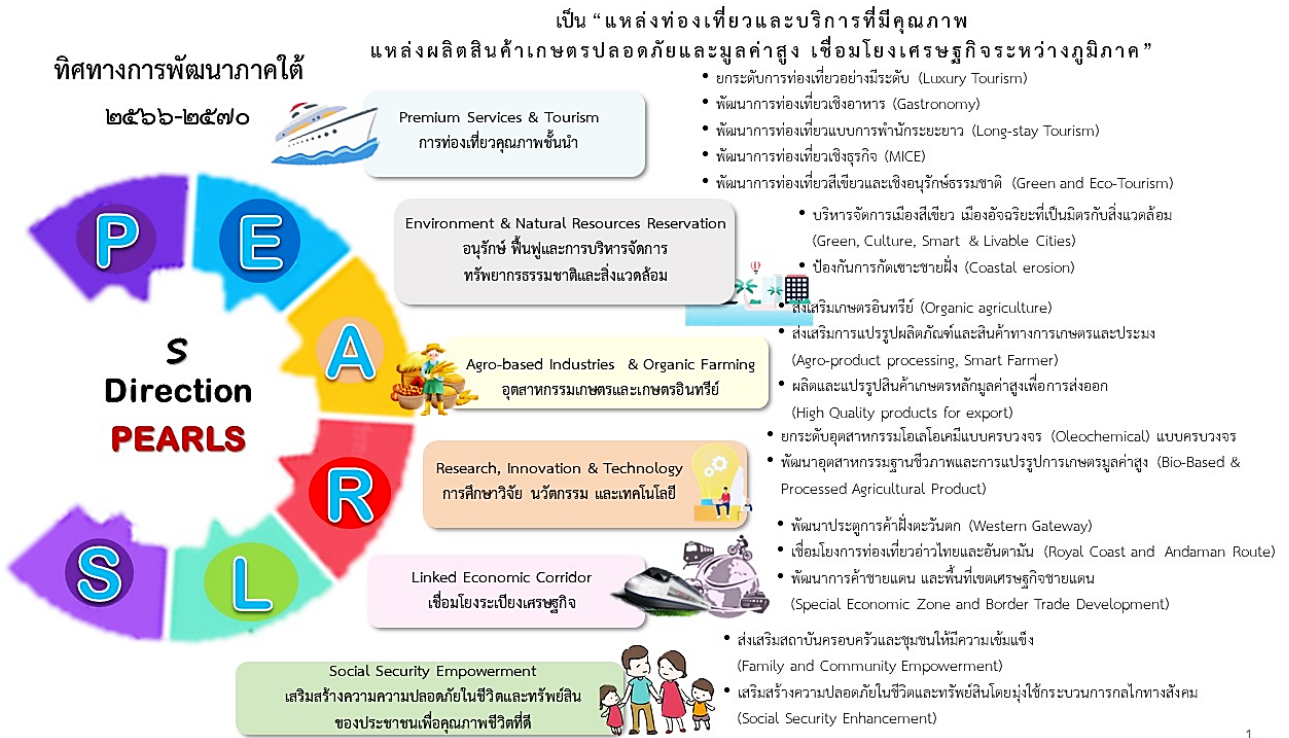 เป็น “แหล่งท่องเที่ยวและบริการที่มีคุณภาพ
แหล่งผลิตสินค้าเกษตรปลอดภัยและมูลค่าสูง เชื่อมโยงเศรษฐกิจระหว่างภูมิภาค”
ทิศทางการพัฒนาภาคใต้
๒๕๖๖-๒๕๗๐
P
E
A
R
L
S
S
Direction
PEARLS
Premium Services & Tourism
การท่องเที่ยวคุณภาพชั้นนำ
• ยกระดับการท่องเที่ยวอย่างมีระดับ (Luxury Tourism)
• พัฒนาการท่องเที่ยวเชิงอาหาร (Gastronomy)
• พัฒนาการท่องเที่ยวแบบการพำนักระยะยาว (Long-stay Tourism)
• พัฒนาการท่องเที่ยวเชิงธุรกิจ (MICE)
• พัฒนาการท่องเที่ยวสีเขียวและเชิงอนุรักษ์ธรรมชาติ (Green and Eco-Tourism)
Environment & Natural Resources Reservation
อนุรักษ์ ฟื้นฟูและการบริหารจัดการ
ทรัพยากรธรรมชาติและสิ่งแวดล้อม
• บริหารจัดการเมืองสีเขียว เมืองอัจฉริยะที่เป็นมิตรกับสิ่งแวดล้อม
(Green, Culture, Smart & Livable Cities)
• ป้องกันการกัดเซาะชายฝั่ง (Coastal erosion)
Agro-based Industries & Organic Farming
อุตสาหกรรมเกษตรและเกษตรอินทรีย์
• ส่งเสริมเกษตรอินทรีย์ (Organic agriculture)
• ส่งเสริมการแปรรูปผลิตภัณฑ์และสินค้าทางการเกษตรและประมง
(Agro-product processing, Smart Farmer)
• ผลิตและแปรรูปสินค้าเกษตรหลักมูลค่าสูงเพื่อการส่งออก
(High Quality products for export)
Research, Innovation & Technology
การศึกษาวิจัย นวัตกรรม และเทคโนโลยี
• ยกระดับอุตสาหกรรมโอเลโอเคมีแบบครบวงจร (Oleochemical) แบบครบวงจร
• พัฒนาอุตสาหกรรมฐานชีวภาพและการแปรรูปการเกษตรมูลค่าสูง (Bio-Based &
Processed Agricultural Product)
Linked Economic Corridor
เชื่อมโยงระเบียงเศรษฐกิจ
• พัฒนาประตูการค้าฝั่งตะวันตก (Western Gateway)
• เชื่อมโยงการท่องเที่ยวอ่าวไทยและอันดามัน (Royal Coast and Andaman Route)
• พัฒนาการค้าชายแดน และพื้นที่เขตเศรษฐกิจชายแดน
(Special Economic Zone and Border Trade Development)
Social Security Empowerment
เสริมสร้างความความปลอดภัยในชีวิตและทรัพย์สิน
ของประชาชนเพื่อคุณภาพชีวิตที่ดี
• ส่งเสริมสถาบันครอบครัวและชุมชนให้มีความเข้มแข็ง
(Family and Community Empowerment)
• เสริมสร้างความปลอดภัยในชีวิตและทรัพย์สินโดยมุ่งใช้กระบวนการกลไกทางสังคม
(Social Security Enhancement)
1